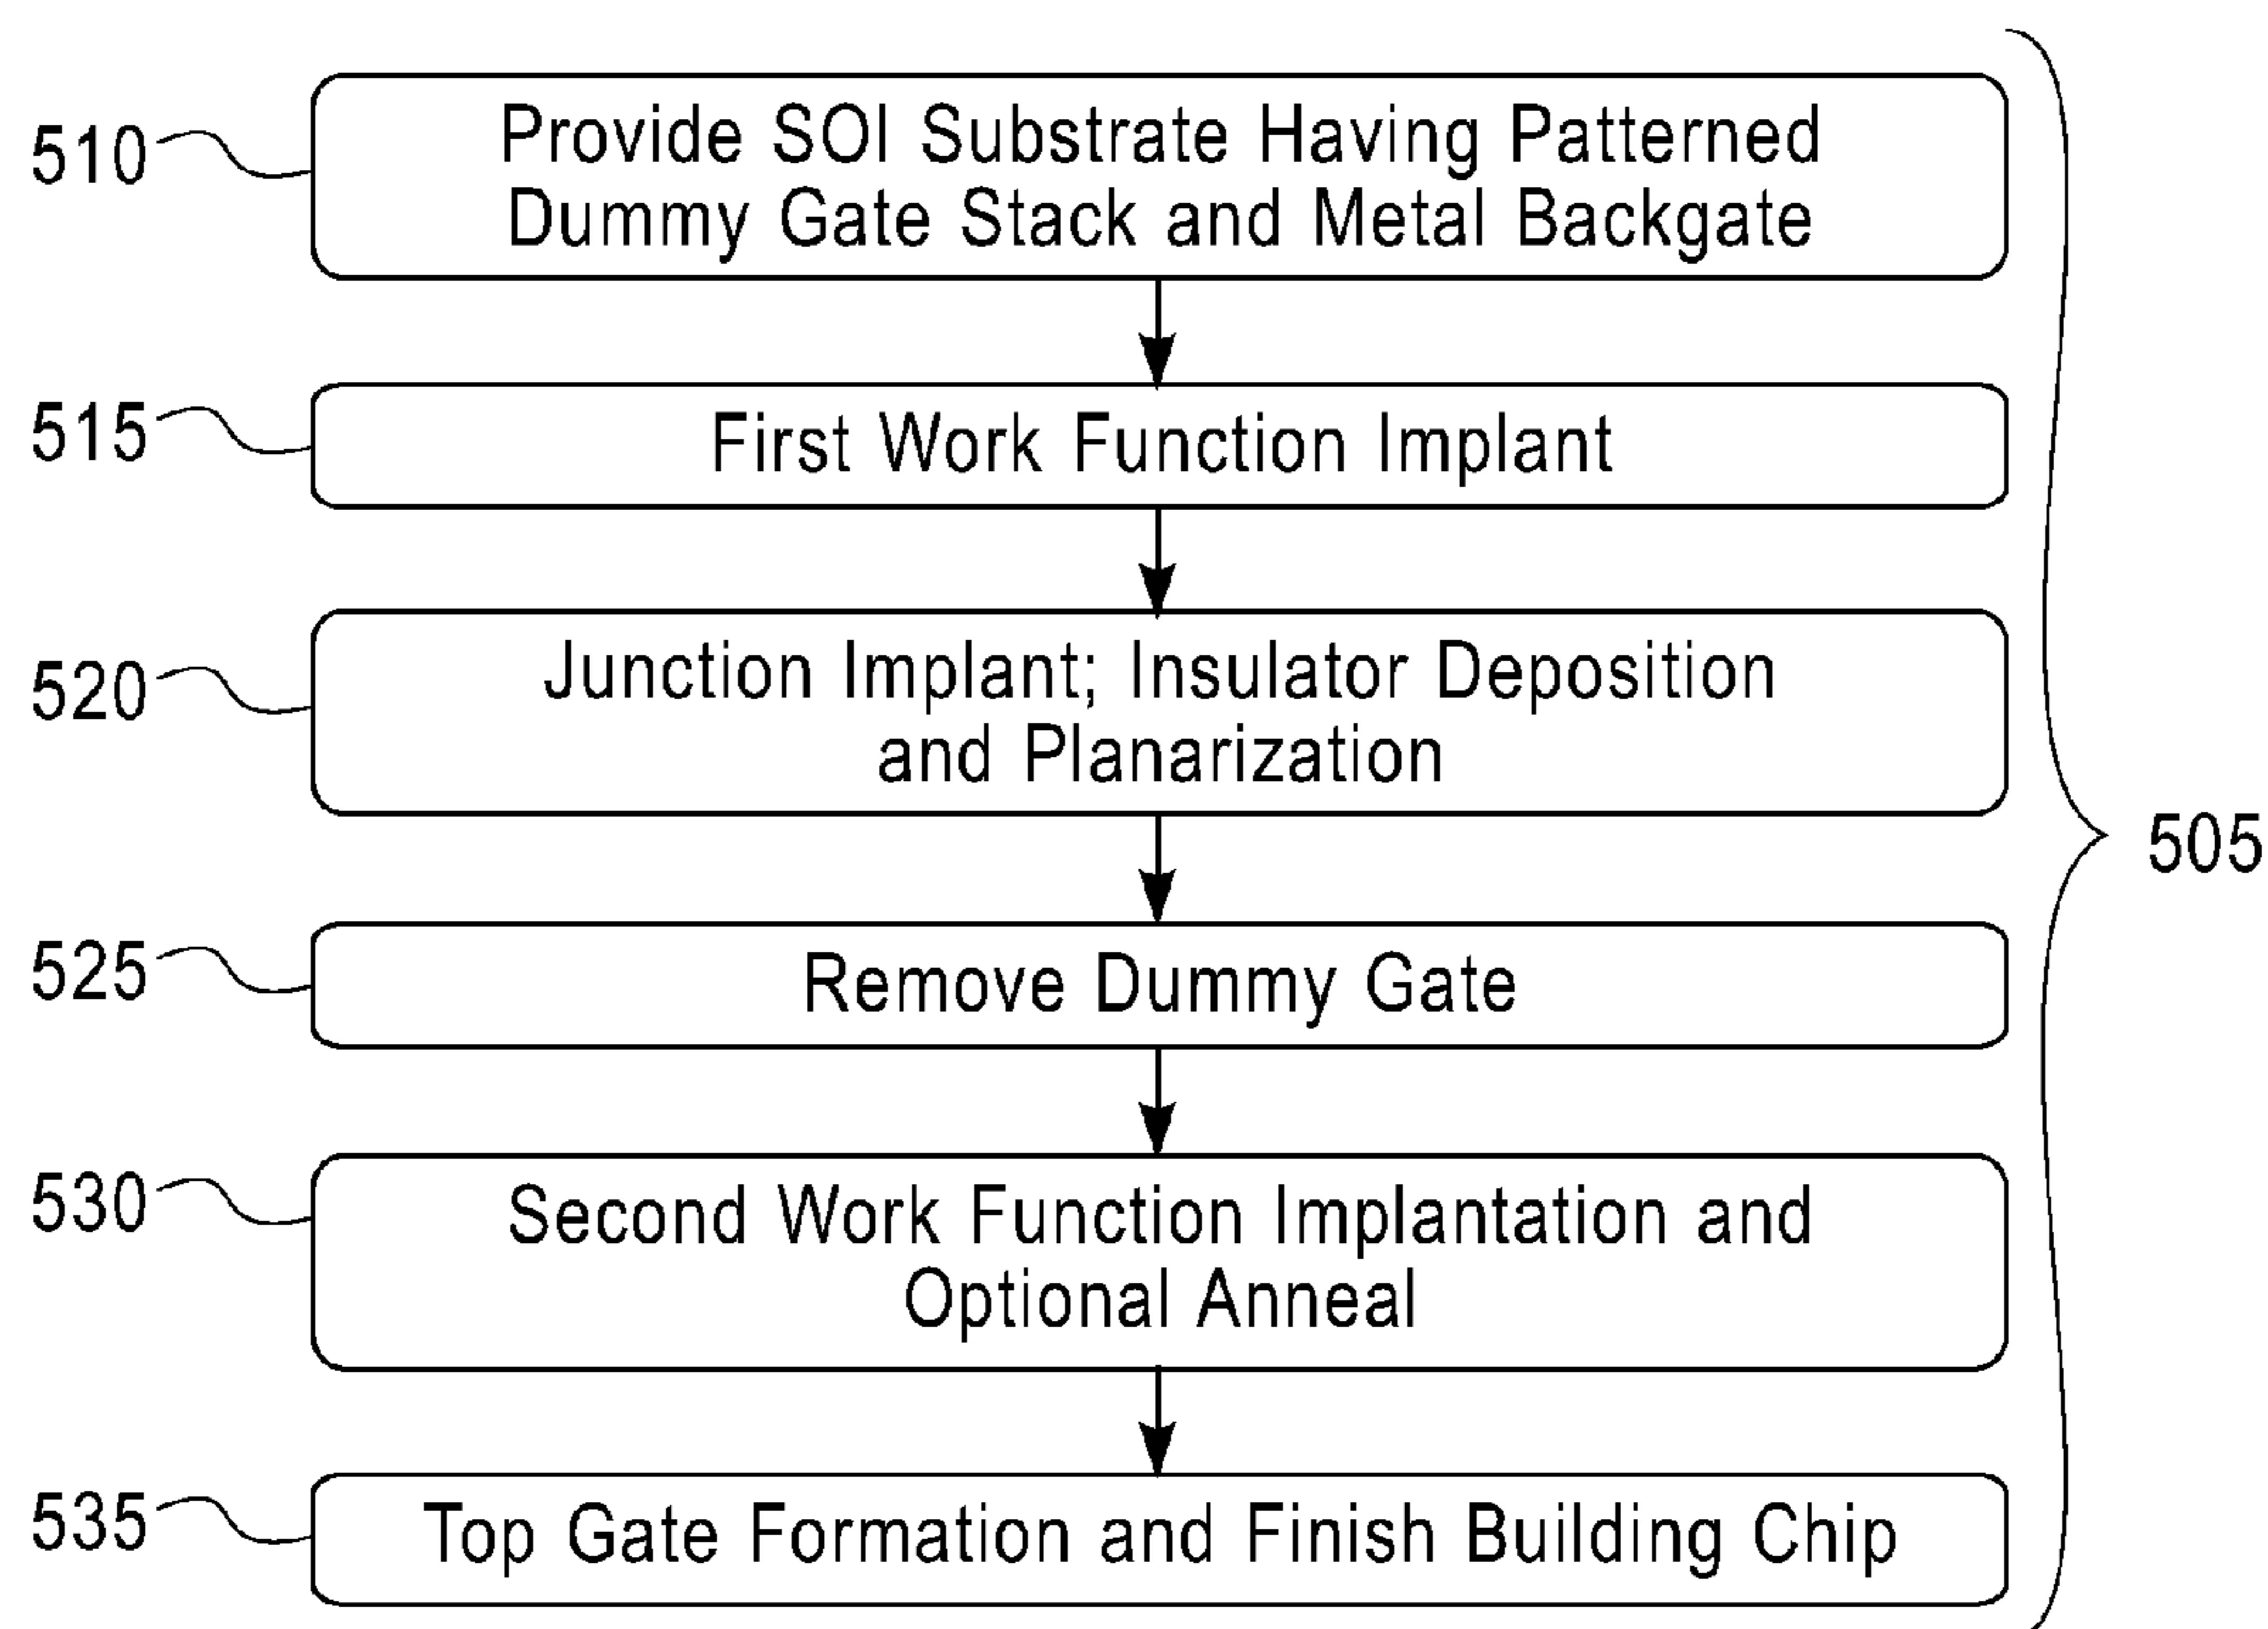 510
Provide SOI Substrate Having Patterned
Dummy Gate Stack and Metal Backgate
515
First Work Function Implant
520
Junction Implant; Insulator Deposition
and Planarization
505
525
Remove Dummy Gate
530
Second Work Function Implantation and
Optional Anneal
535
Top Gate Formation and Finish Building Chip